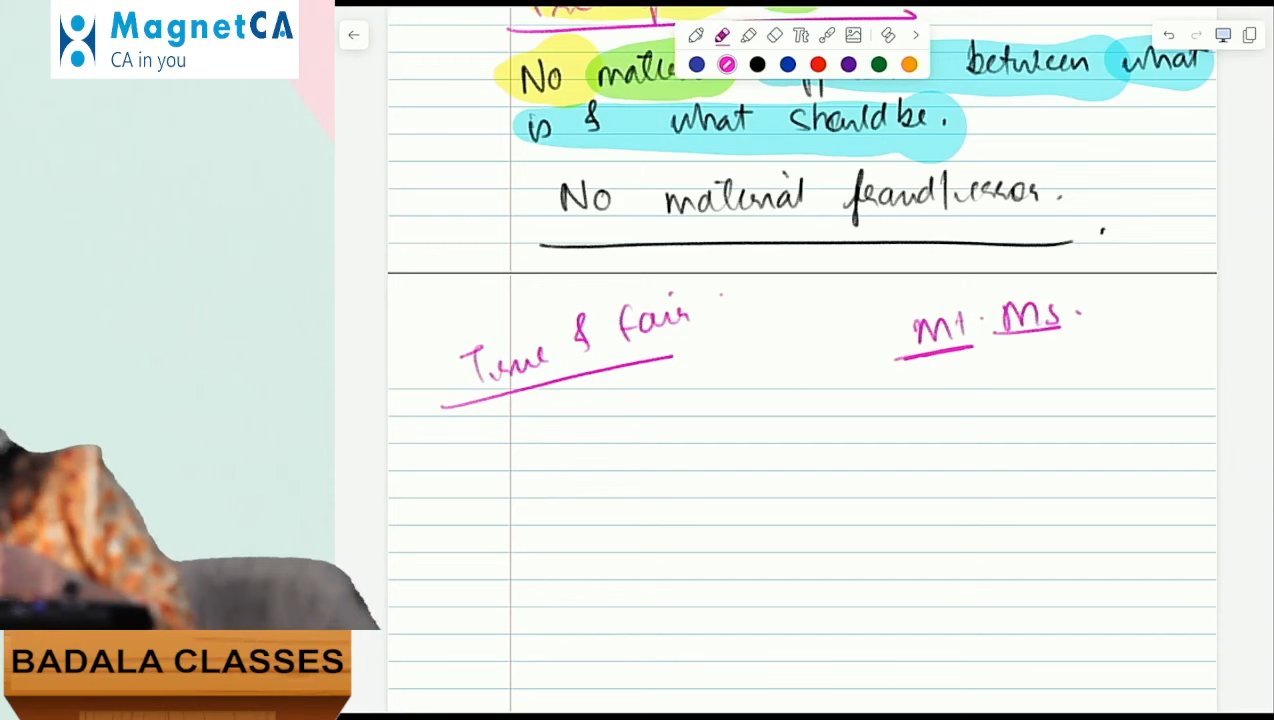 MagnetCA
CA in you
No between what
is & what should be.
No material fraud/error.
True & Fair
Mt. Ms.
BADALA CLASSES